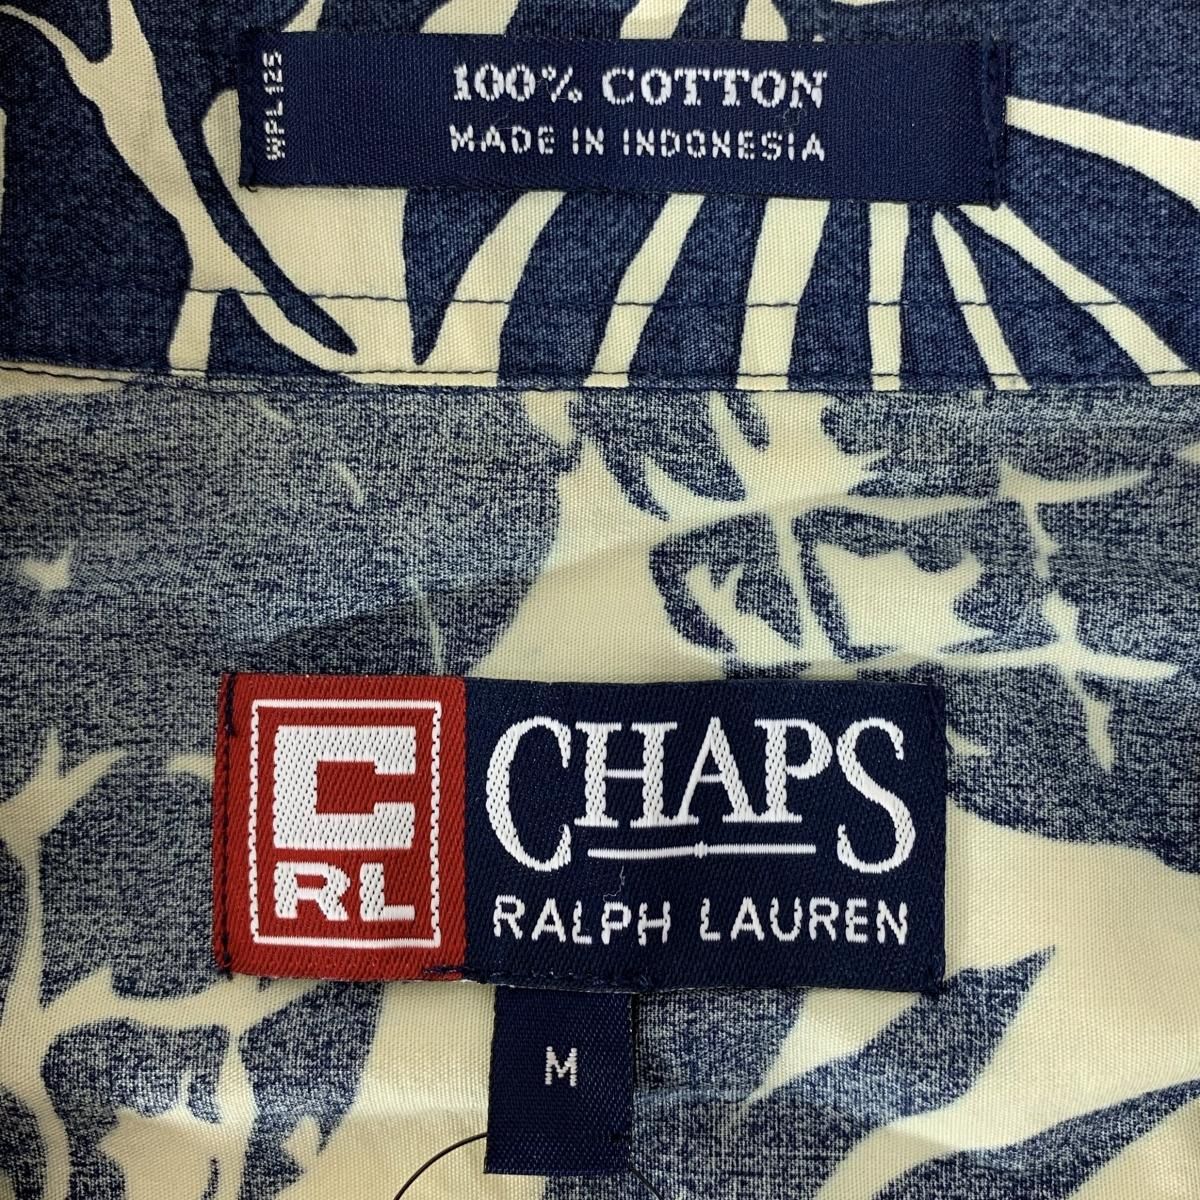 WPL 125
100% COTTON
MADE IN INDONESIA
C
RL
CHAPS
RALPH LAUREN
M